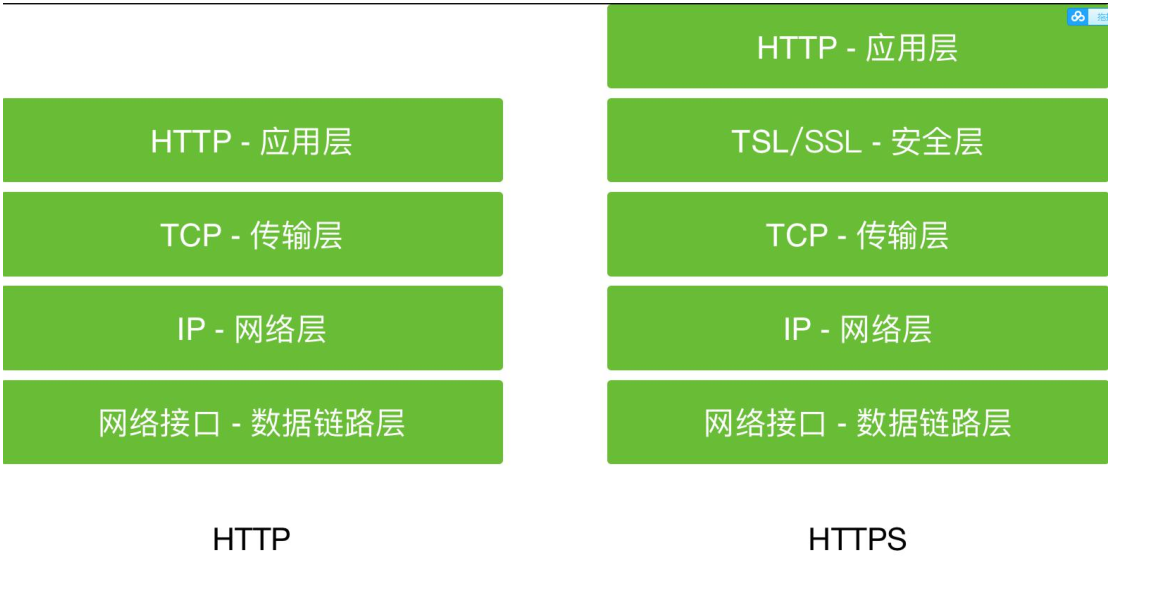 HTTP - 应用层
TCP - 传输层
IP - 网络层
网络接口 - 数据链路层
HTTP
HTTP - 应用层
TSL/SSL - 安全层
TCP - 传输层
IP - 网络层
网络接口 - 数据链路层
HTTPS